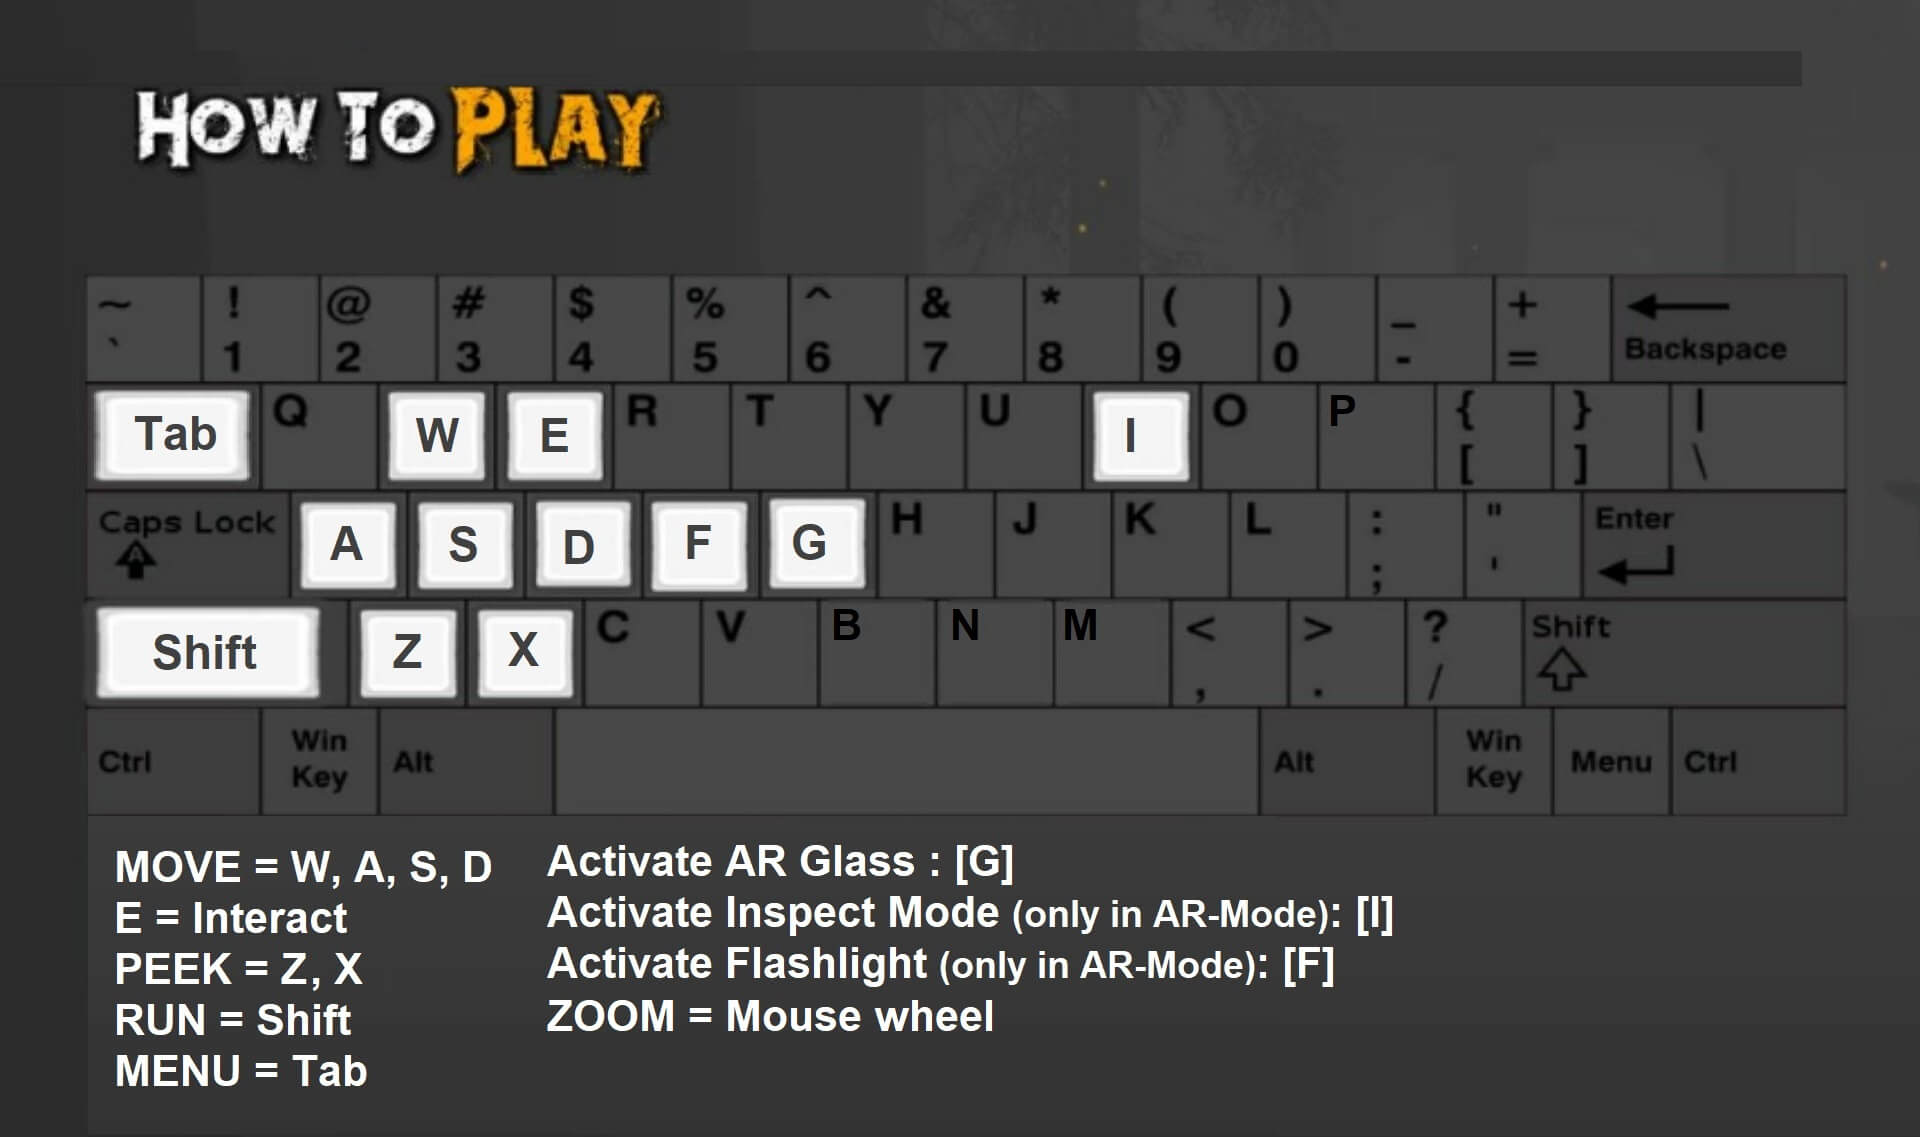 HOW TO PLAY
~ ! @ # $ % ^ & * ( ) _ +
` 1 2 3 4 5 6 7 8 9 0 - = Backspace
Tab Q W E R T Y U I O P { } |
[ ] \
Caps Lock A S D F G H J K L : " Enter
A ; '
Shift Z X C V B N M < > ? Shift
, . /
Ctrl Win Key Alt Alt Win Key Menu Ctrl
MOVE = W, A, S, D
E = Interact
PEEK = Z, X
RUN = Shift
MENU = Tab
Activate AR Glass : [G]
Activate Inspect Mode (only in AR-Mode): [I]
Activate Flashlight (only in AR-Mode): [F]
ZOOM = Mouse wheel